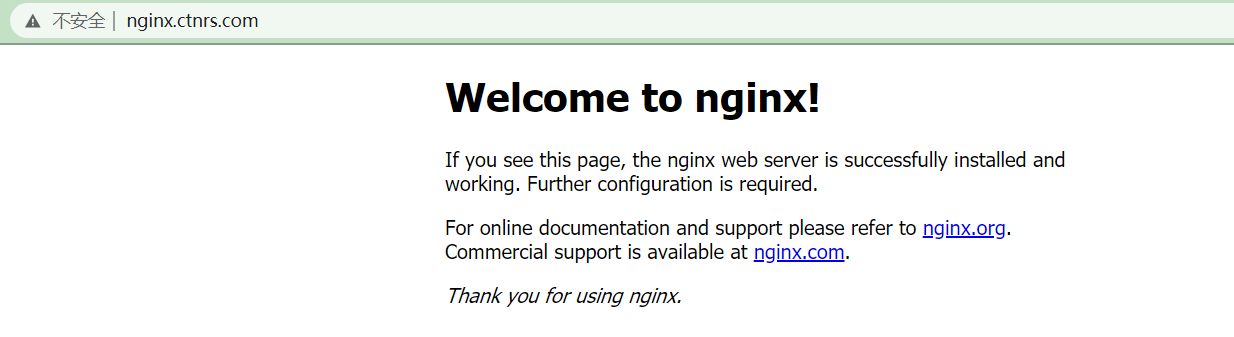 不安全 | nginx.ctnrs.com
Welcome to nginx!
If you see this page, the nginx web server is successfully installed and
working. Further configuration is required.
For online documentation and support please refer to nginx.org.
Commercial support is available at nginx.com.
Thank you for using nginx.